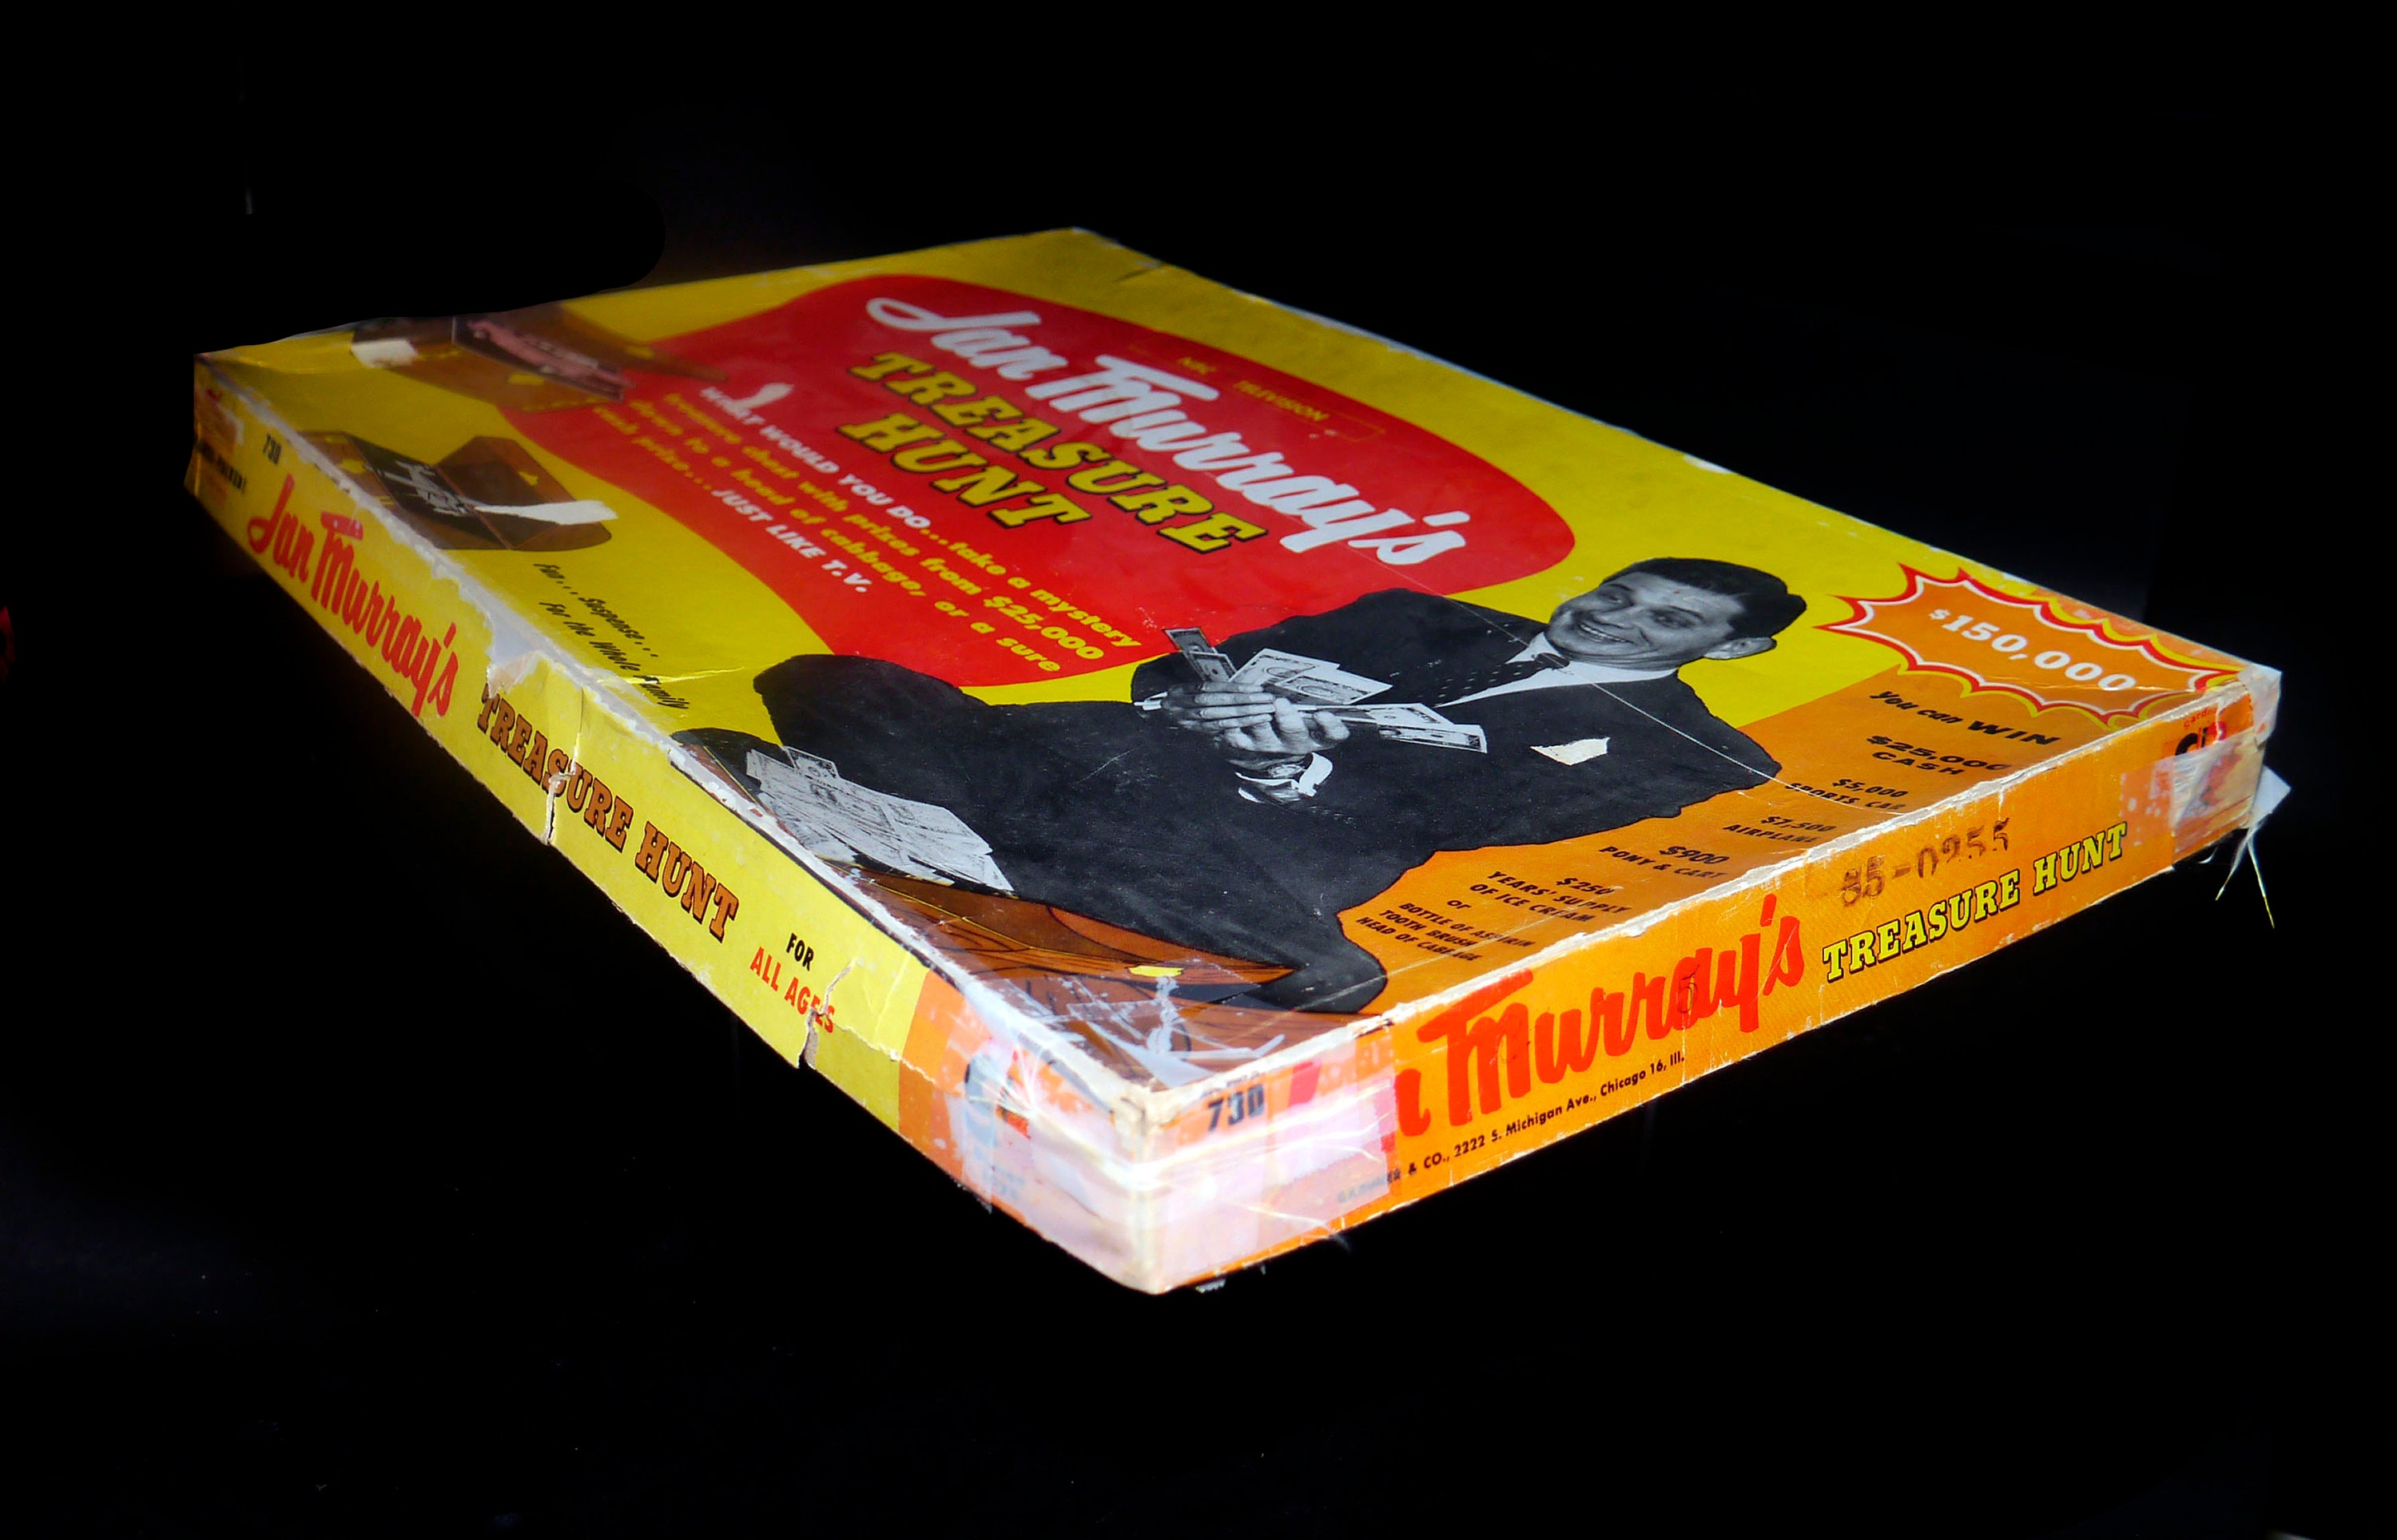 NBC TELEVISION
Jan Murray's
TREASURE
HUNT
WHAT WOULD YOU DO...take a mystery
treasure chest with prizes from $25,000
down to a head of cabbage, or a sure
cash prize...JUST LIKE T.V.
Fun...Suspense...
For the Whole Family
$150,000
You can WIN
$25,000
CASH
$5,000
SPORTS CAR
$7,500
AIRPLANE
$900
PONY & CART
$250
YEARS' SUPPLY
OF ICE CREAM
or
BOTTLE OF ASPIRIN
TOOTH BRUSH
HEAD OF CABBAGE
730
Jan Murray's
TREASURE HUNT
FOR
ALL AGES
730
Murray's
TREASURE HUNT
-0255
& CO., 2222 S. Michigan Ave., Chicago 16, Ill.